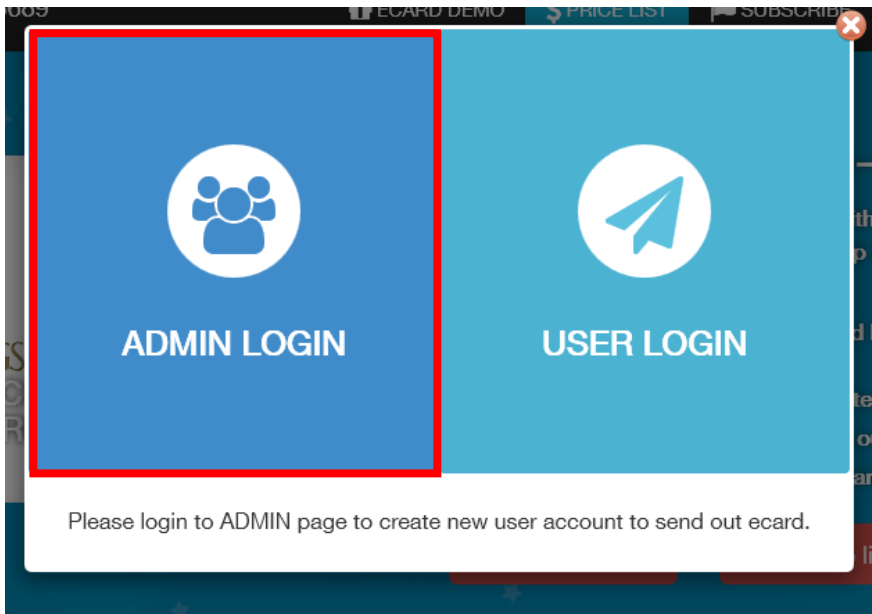 ECARD DEMO
$ PRICE LIST
SUBSCRIBE
ADMIN LOGIN
USER LOGIN
Please login to ADMIN page to create new user account to send out ecard.